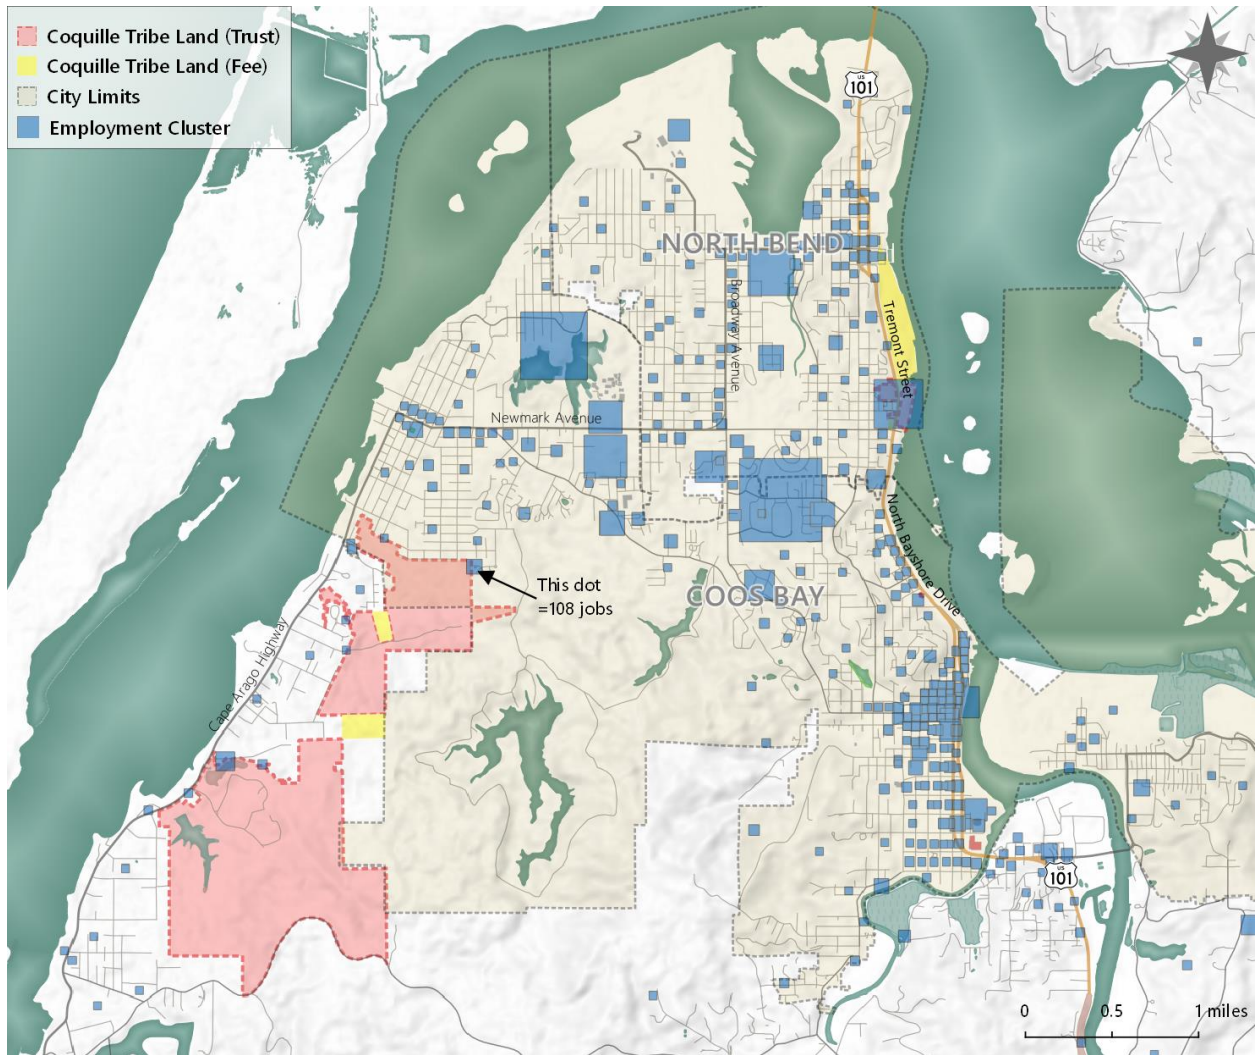 Coquille Tribe Land (Trust)
Coquille Tribe Land (Fee)
City Limits
Employment Cluster
US
101
NORTH BEND
Broadway Avenue
Tremont Street
Newmark Avenue
North Bayshore Drive
This dot
=108 jobs
COOS BAY
Cape Arago Highway
US
101
0 0.5 1 miles